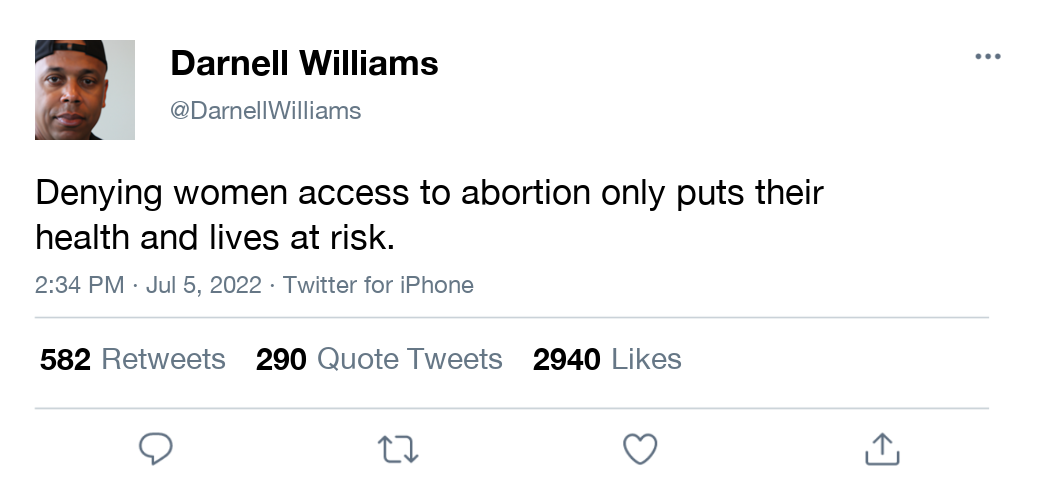 Darnell Williams
@DarnellWilliams
Denying women access to abortion only puts their
health and lives at risk.
2:34 PM · Jul 5, 2022 · Twitter for iPhone
582 Retweets 290 Quote Tweets 2940 Likes